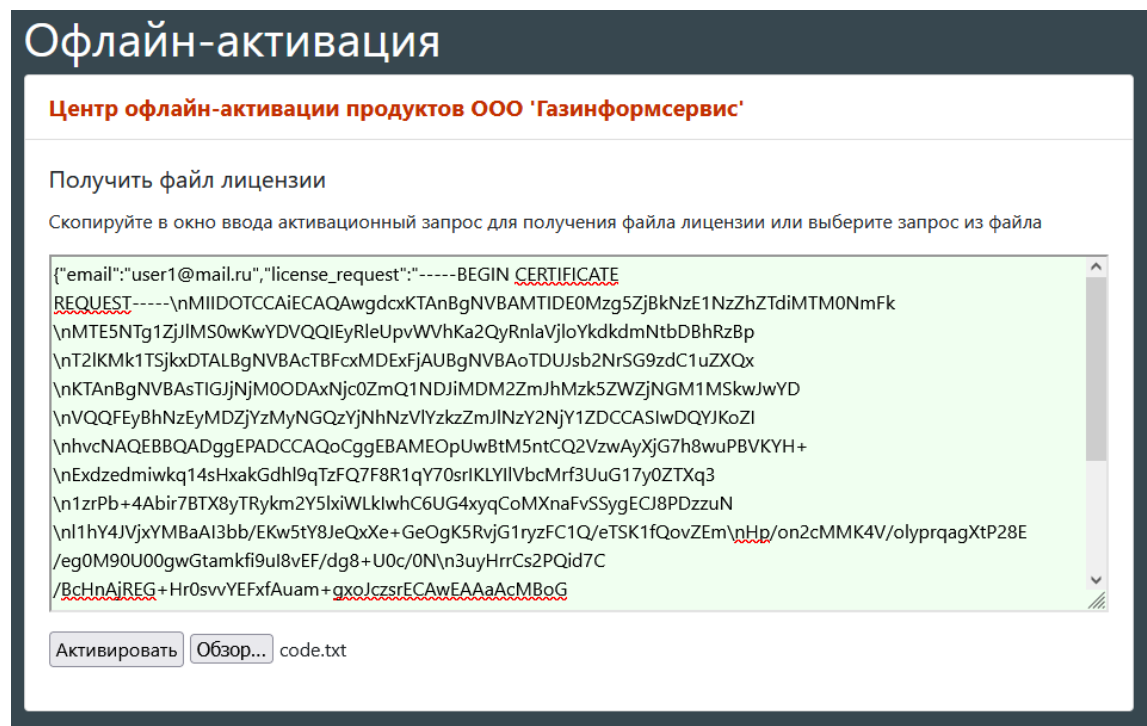 Офлайн-активация
Центр офлайн-активации продуктов ООО 'Газинформсервис'
Получить файл лицензии
Скопируйте в окно ввода активационный запрос для получения файла лицензии или выберите запрос из файла
{"email":"user1@mail.ru","license_request":"-----BEGIN CERTIFICATE
REQUEST-----\nMIIDOTCCAiECAQAwgdcxKTAnBgNVBAMTIDE0Mzg5ZjBkNzE1NzZhZTdiMTM0NmFk
\nMTE5NTg1ZjJlMS0wKwYDVQQIEyRleUpvWVhKa2QyRnlaVjloYkdkdmNtbDBhRzBp
\nT2lKMk1TSjkxDTALBgNVBAcTBFcxMDExFjAUBgNVBAoTDUJsb2NrSG9zdC1uZXQx
\nKTAnBgNVBAsTIGJjNjM0ODAxNjc0ZmQ1NDJiMDM2ZmJhMzk5ZWZjNGM1MSkwJwYD
\nVQQFEyBhNzEyMDZjYzMyNGQzYjNhNzVlYzkzZmJlNzY2NjY1ZDCCASIwDQYJKoZI
\nhvcNAQEBBQADggEPADCCAQoCggEBAMEOpUwBtM5ntCQ2VzwAyXjG7h8wuPBVKYH+
\nExdzedmiwkq14sHxakGdhl9qTzFQ7F8R1qY70srIKLYIlVbcMrf3UuG17y0ZTXq3
\n1zrPb+4Abir7BTX8yTRykm2Y5lxiWLkIwhC6UG4xyqCoMXnaFvSSygECJ8PDzzuN
\nl1hY4JVjxYMBaAI3bb/EKw5tY8JeQxXe+GeOgK5RvjG1ryzFC1Q/eTSK1fQovZEm\nHp/on2cMMK4V/olyprqagXtP28E
/eg0M90U00gwGtamkfi9uI8vEF/dg8+U0c/0N\n3uyHrrCs2PQid7C
/BcHnAjREG+Hr0svvYEFxfAuam+gxoJczsrECAwEAAaAcMBoG
Активировать Обзор... code.txt